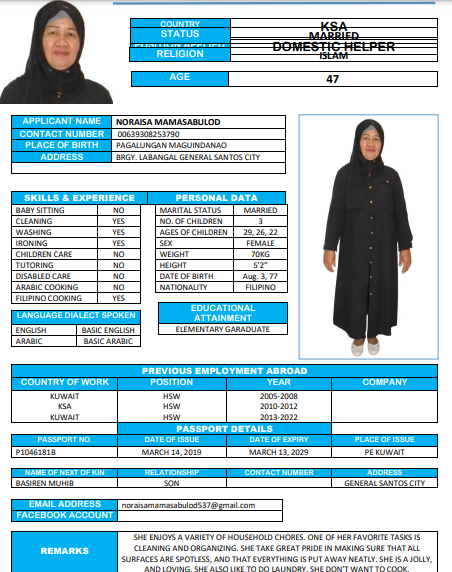 COUNTRY KSA
STATUS MARRIED
POSITION APPLIED DOMESTIC HELPER
RELIGION ISLAM
AGE 47
APPLICANT NAME NORAISA MAMASABULOD
CONTACT NUMBER 00639308253790
PLACE OF BIRTH PAGALUNGAN MAGUINDANAO
ADDRESS BRGY. LABANGAL GENERAL SANTOS CITY
SKILLS & EXPERIENCE
BABY SITTING NO
CLEANING YES
WASHING YES
IRONING YES
CHILDREN CARE NO
TUTORING NO
DISABLED CARE NO
ARABIC COOKING NO
FILIPINO COOKING YES
PERSONAL DATA
MARITAL STATUS MARRIED
NO. OF CHILDREN 3
AGES OF CHILDREN 29, 26, 22
SEX FEMALE
WEIGHT 70KG
HEIGHT 5'2"
DATE OF BIRTH Aug. 3, 77
NATIONALITY FILIPINO
LANGUAGE DIALECT SPOKEN
ENGLISH BASIC ENGLISH
ARABIC BASIC ARABIC
EDUCATIONAL
ATTAINMENT
ELEMENTARY GARADUATE
PREVIOUS EMPLOYMENT ABROAD
COUNTRY OF WORK POSITION YEAR COMPANY
KUWAIT HSW 2005-2008
KSA HSW 2010-2012
KUWAIT HSW 2013-2022
PASSPORT DETAILS
PASSPORT NO. DATE OF ISSUE DATE OF EXPIRY PLACE OF ISSUE
P1046181B MARCH 14, 2019 MARCH 13, 2029 PE KUWAIT
NAME OF NEXT OF KIN RELATIONSHIP CONTACT NUMBER ADDRESS
BASIREN MUHIB SON GENERAL SANTOS CITY
EMAIL ADDRESS noraisamamasabulod537@gmail.com
FACEBOOK ACCOUNT
REMARKS
SHE ENJOYS A VARIETY OF HOUSEHOLD CHORES. ONE OF HER FAVORITE TASKS IS
CLEANING AND ORGANIZING. SHE TAKE GREAT PRIDE IN MAKING SURE THAT ALL
SURFACES ARE SPOTLESS, AND THAT EVERYTHING IS PUT AWAY NEATLY. SHE IS A JOLLY,
AND LOVING. SHE ALSO LIKE TO DO LAUNDRY. SHE DON'T WANT TO COOK.